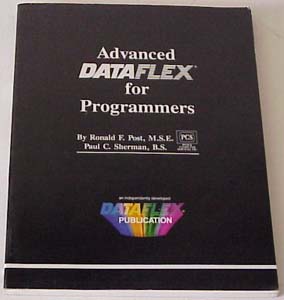 Advanced
DATAFLEX®
for
Programmers
By Ronald F. Post, M.S.E.
Paul C. Sherman, B.S.
PCS
an independently developed
DATAFLEX
PUBLICATION